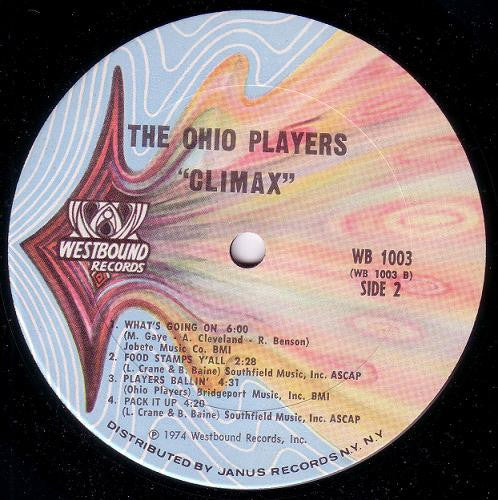 THE OHIO PLAYERS
"CLIMAX"
WESTBOUND
RECORDS
WB 1003
(WB 1003 B)
SIDE 2
1. WHAT'S GOING ON 6:00
(M. Gaye - A. Cleveland - R. Benson)
Jobete Music Co. BMI
2. FOOD STAMPS Y'ALL 2:28
(L. Crane & B. Baine) Southfield Music, Inc. ASCAP
3. PLAYERS BALLIN' 4:31
(Ohio Players) Bridgeport Music, Inc. BMI
4. PACK IT UP 4:20
(L. Crane & B. Baine) Southfield Music, Inc. ASCAP
℗ 1974 Westbound Records, Inc.
DISTRIBUTED BY JANUS RECORDS N.Y. N.Y